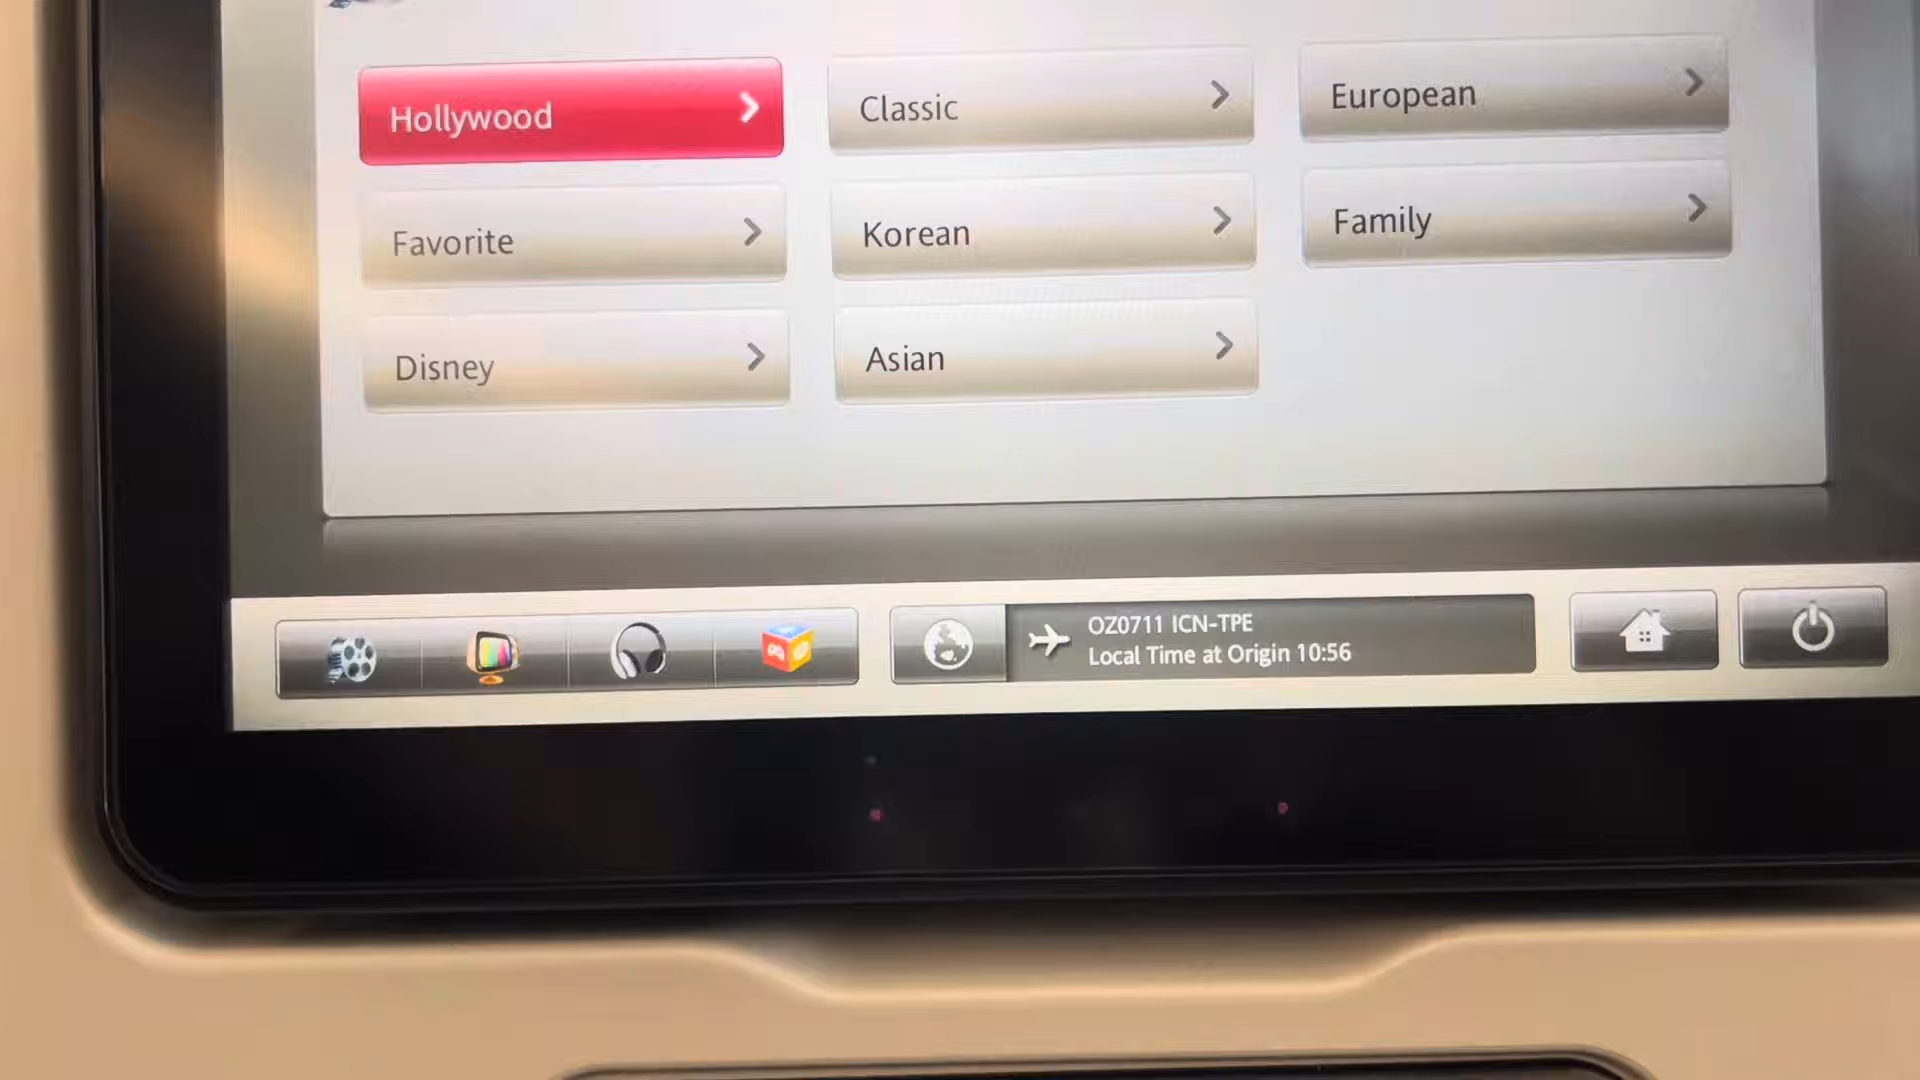 Hollywood
Classic
European
Favorite
Korean
Family
Disney
Asian
OZ0711 ICN-TPE
Local Time at Origin 10:56